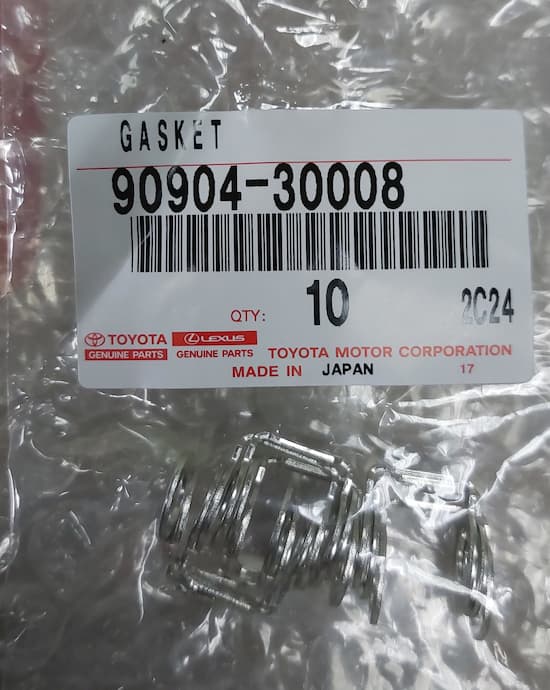 GASKET
90904-30008
QTY: 10 2C24
TOYOTA LEXUS
GENUINE PARTS GENUINE PARTS TOYOTA MOTOR CORPORATION
MADE IN JAPAN 17